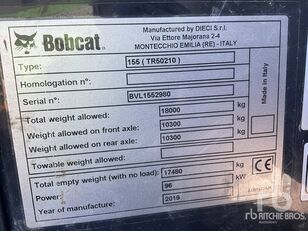 Bobcat
Manufactured by DIECI S.r.l.
Via Ettore Majorana 2-4
MONTECCHIO EMILIA (RE) - ITALY
Type: 155 ( TR50210 )
Homologation n°:
Serial n°: BVL1552980
Total weight allowed: 18000 kg
Weight allowed on front axle: 10300 kg
Weight allowed on rear axle: 10300 kg
Towable weight allowed: kg
Total empty weight (with no load): 17480 kg
Power: 96 kW
Year of manufacture: 2019
Made in Italy
CE
rb
RITCHIE BROS